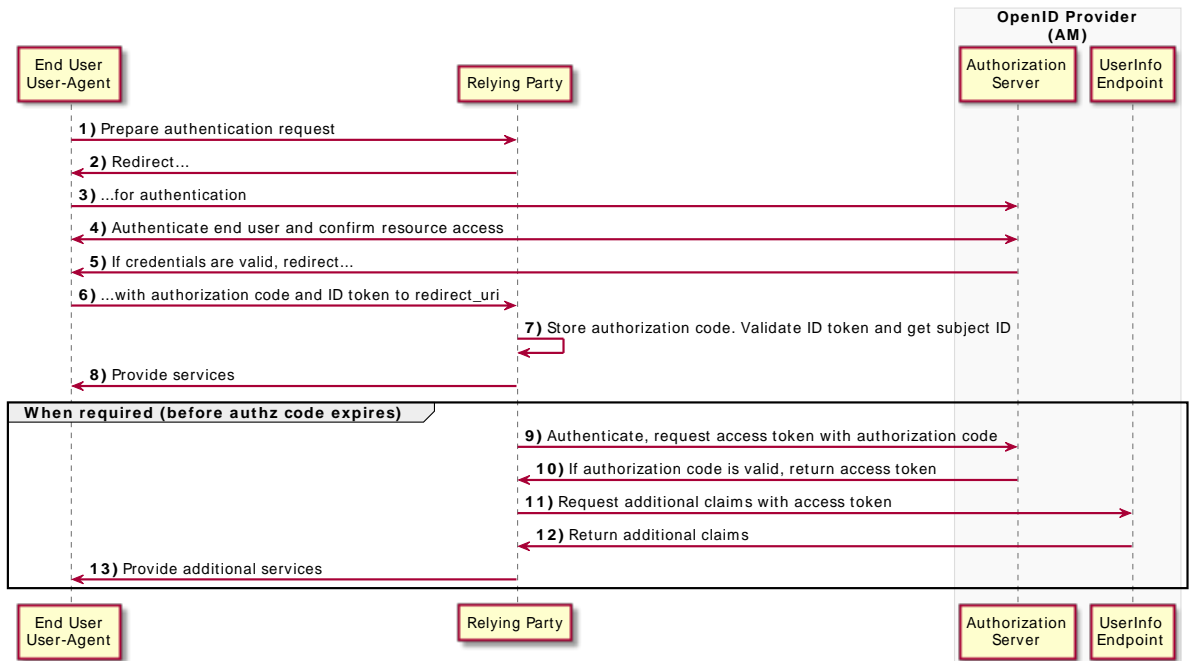 OpenID Provider
(AM)
End User
User-Agent
Relying Party
Authorization
Server
UserInfo
Endpoint
1) Prepare authentication request
2) Redirect...
3) ...for authentication
4) Authenticate end user and confirm resource access
5) If credentials are valid, redirect...
6) ...with authorization code and ID token to redirect_uri
7) Store authorization code. Validate ID token and get subject ID
8) Provide services
When required (before authz code expires)
9) Authenticate, request access token with authorization code
10) If authorization code is valid, return access token
11) Request additional claims with access token
12) Return additional claims
13) Provide additional services
End User
User-Agent
Relying Party
Authorization
Server
UserInfo
Endpoint